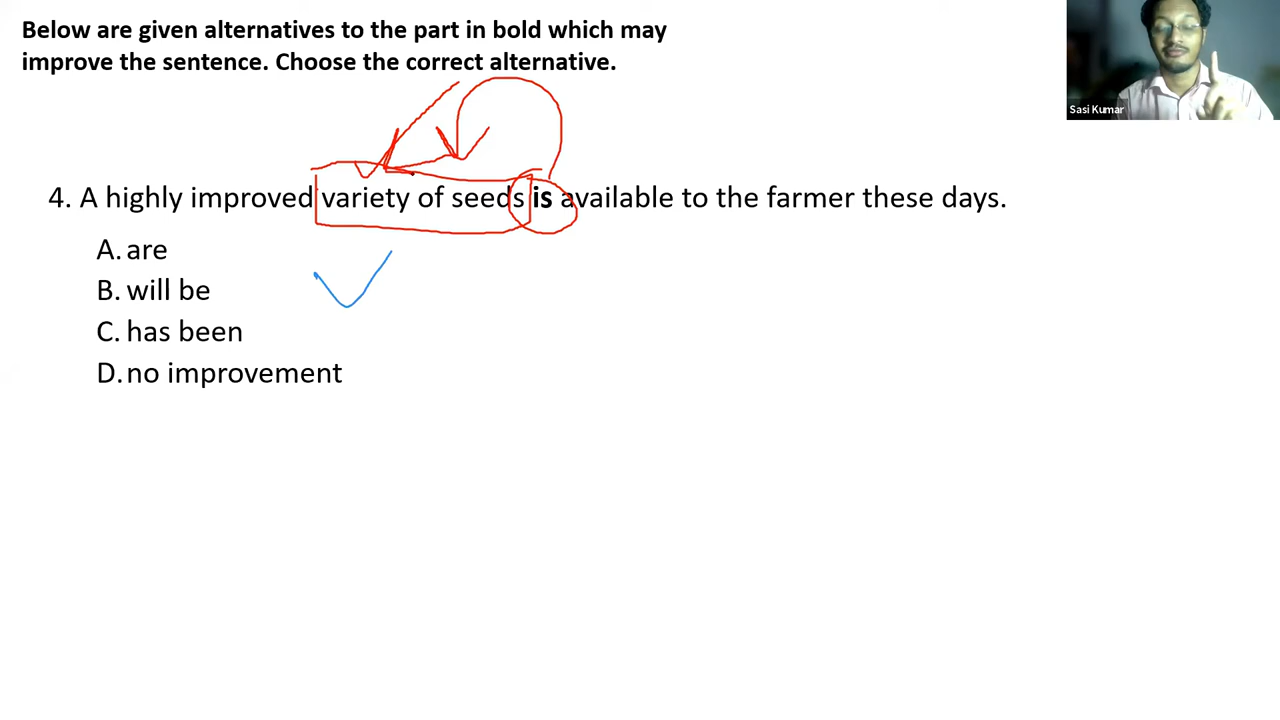 Below are given alternatives to the part in bold which may
improve the sentence. Choose the correct alternative.
Sasi Kumar
4. A highly improved variety of seeds is available to the farmer these days.
A. are
B. will be
C. has been
D. no improvement